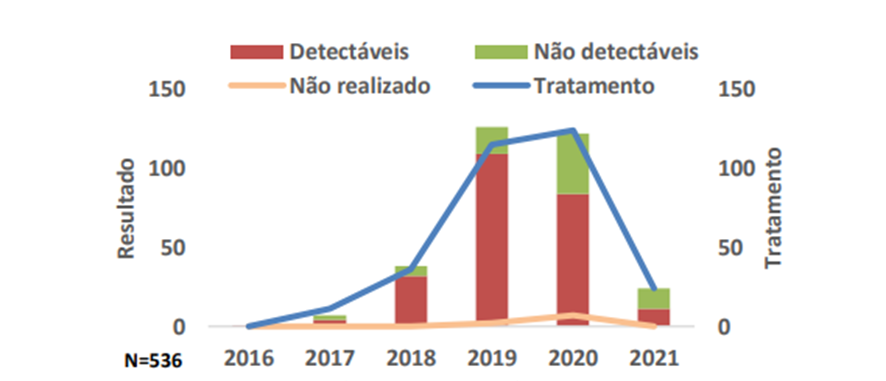 Detectáveis Não detectáveis
Não realizado Tratamento
150 150
100 100
50 50
0 0
Resultado
Tratamento
N=536 2016 2017 2018 2019 2020 2021